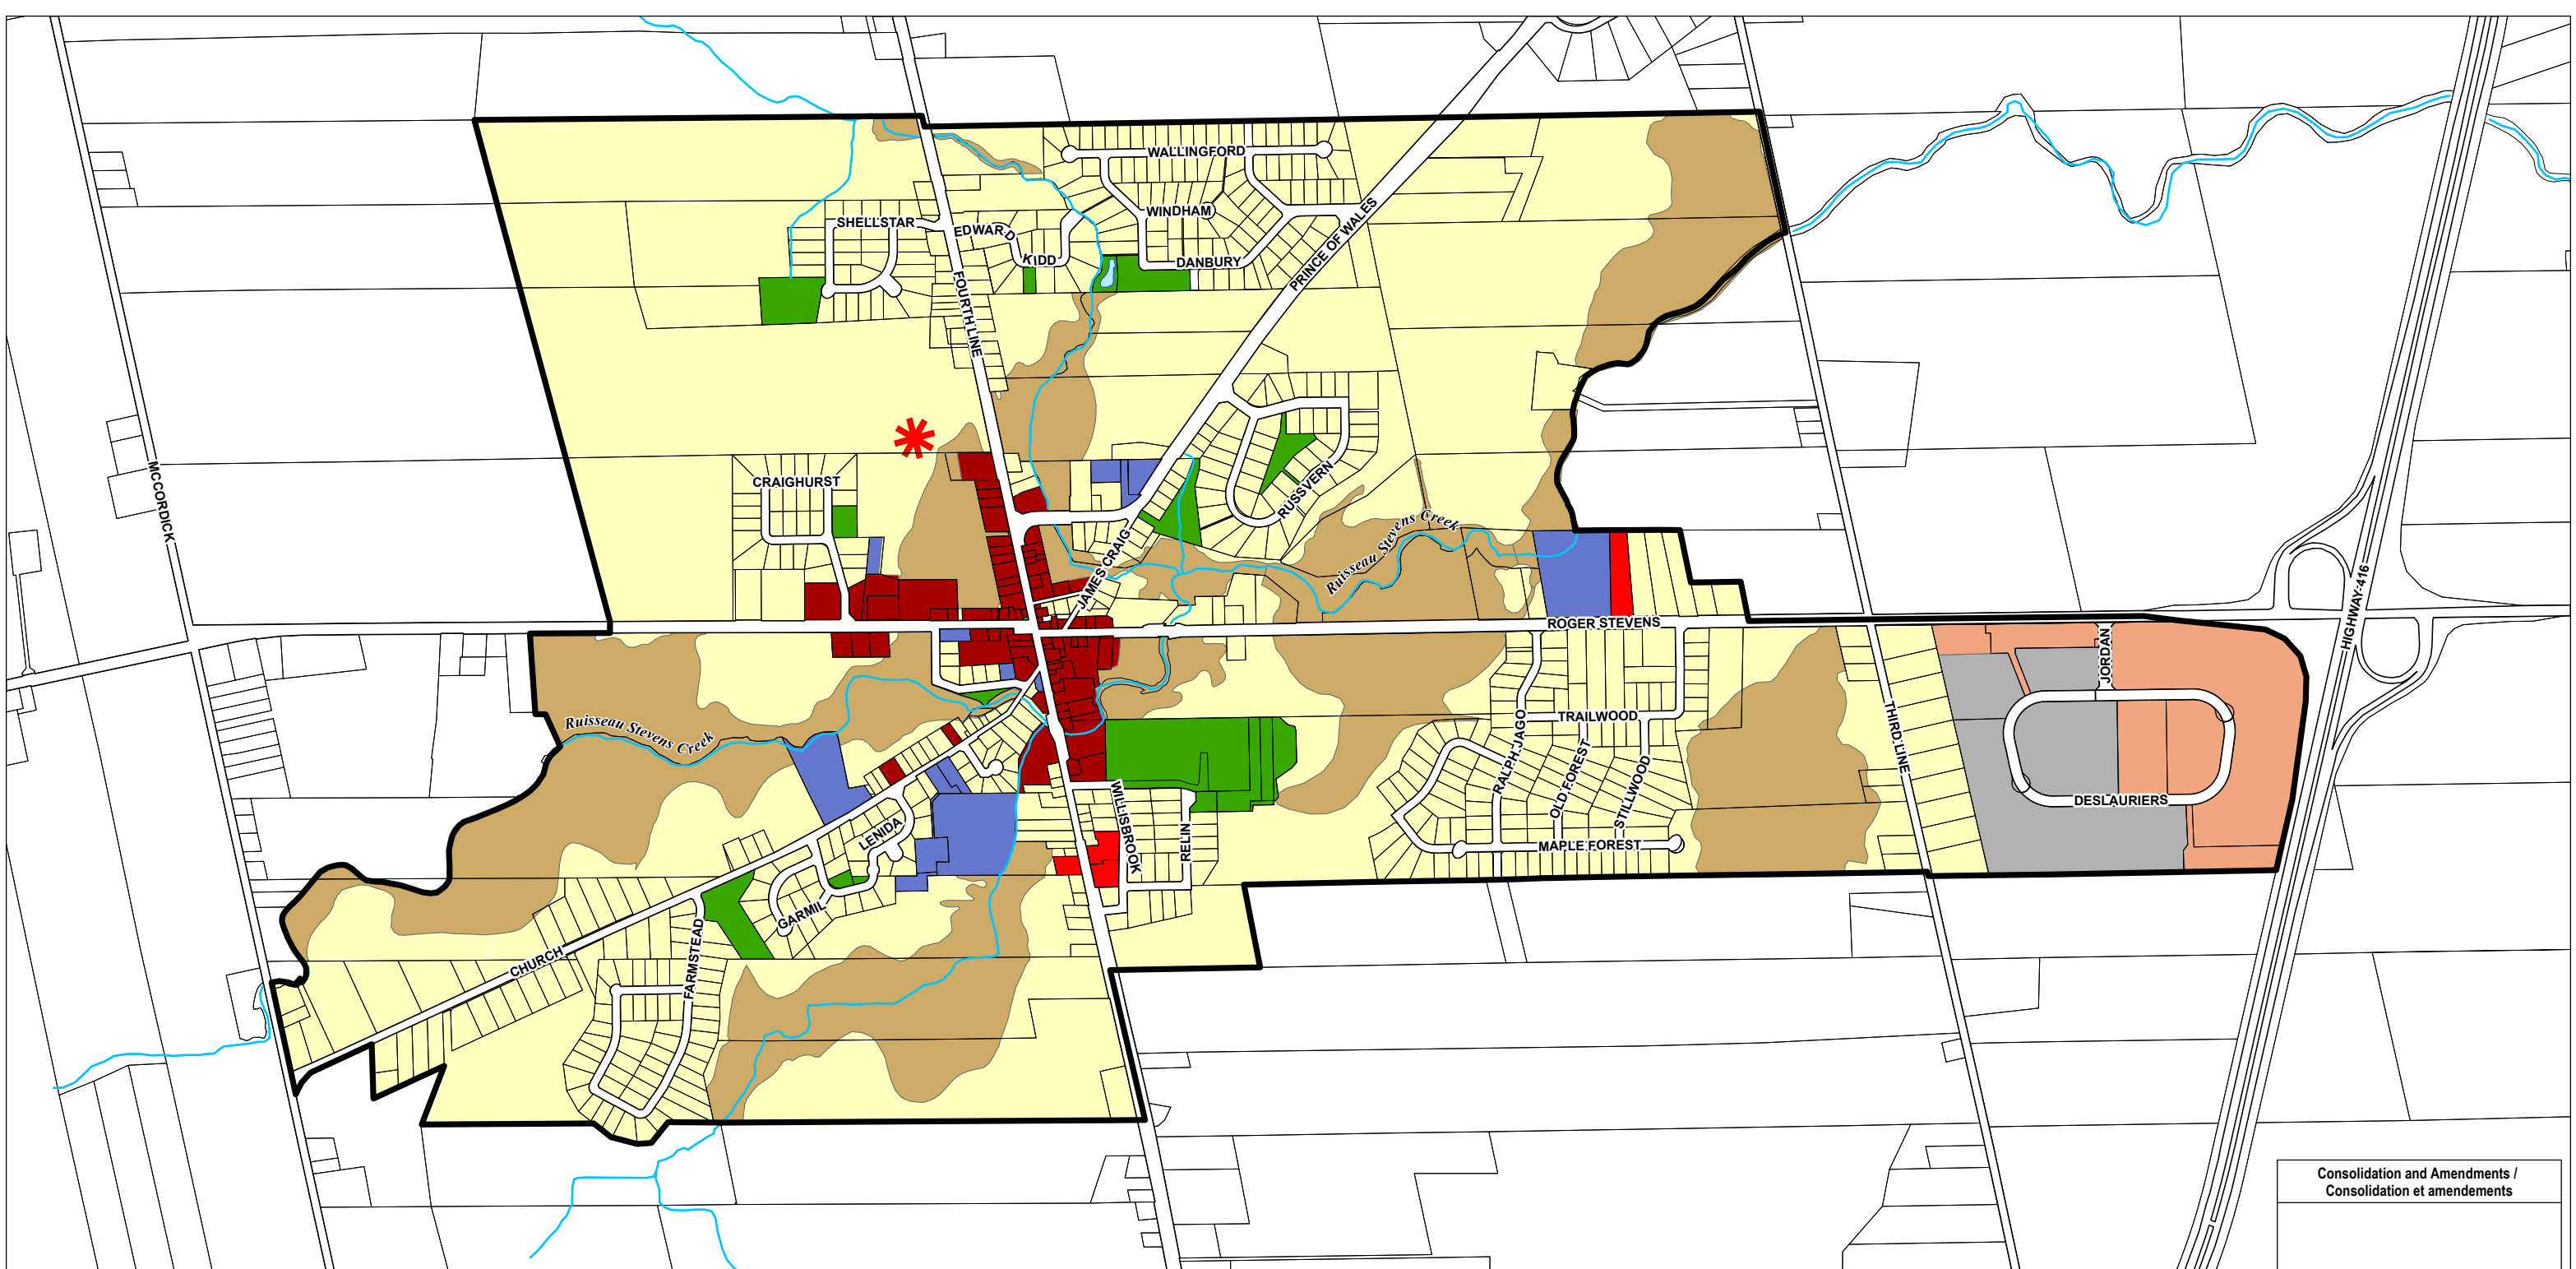 WALLINGFORD
WINDHAM
SHELLSTAR
EDWARD
KIDD
DANBURY
PRINCE OF WALES
FOURTH LINE
MCCORDICK
CRAIGHURST
RUSSVERN
JAMES CRAIG
Ruisseau Stevens Creek
HIGHWAY 416
ROGER STEVENS
JORDAN
Ruisseau Stevens Creek
TRAILWOOD
RALPH JAGO
OLD FOREST
STILLWOOD
THIRD LINE
DESLAURIERS
WILLISBROOK
RELIN
LENIDA
MAPLE FOREST
GARMIL
FARMSTEAD
CHURCH
Consolidation and Amendments /
Consolidation et amendements